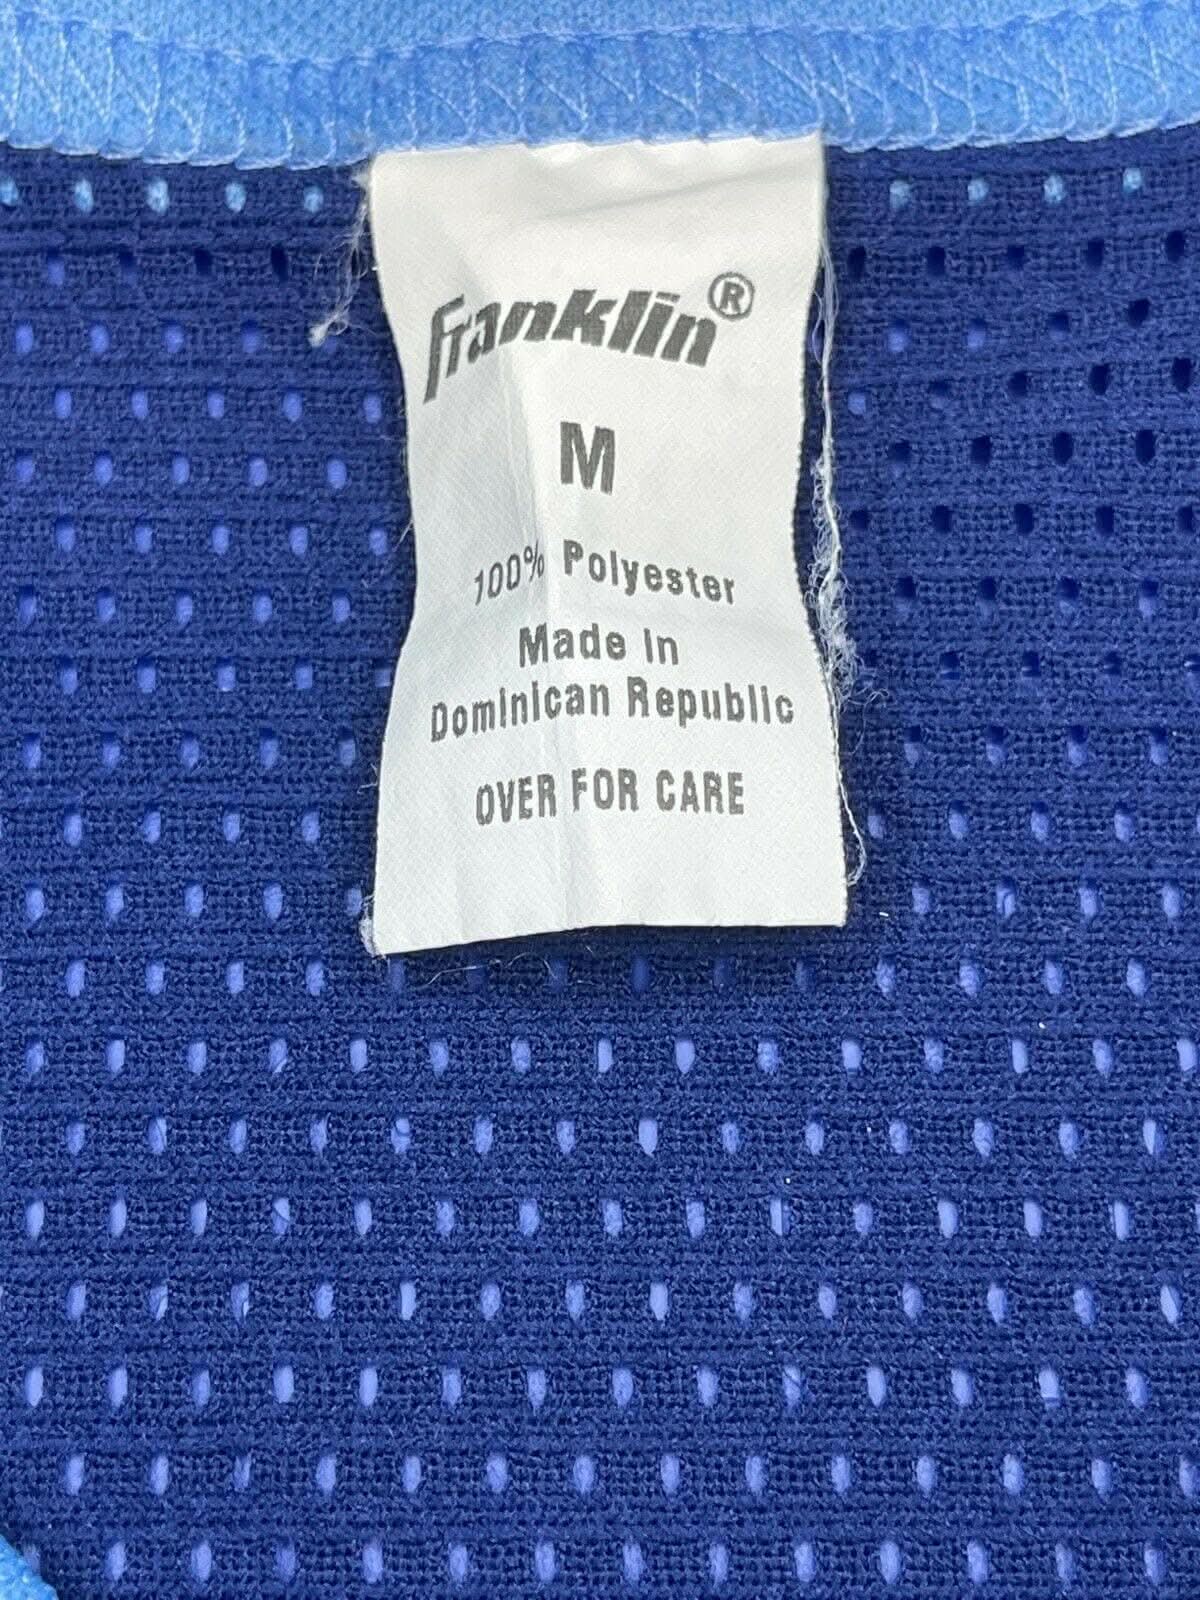 Franklin®
M
100% Polyester
Made In
Dominican Republic
OVER FOR CARE